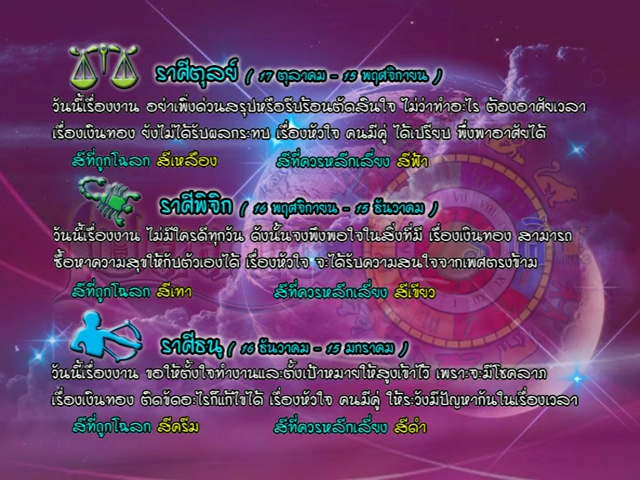 ราศีตุลย์ ( 17 ตุลาคม - 15 พฤศจิกายน )
วันนี้เรื่องงาน อย่าเพิ่งด่วนสรุปหรือรีบร้อนตัดสินใจ ไม่ว่าทำอะไร ต้องอาศัยเวลา
เรื่องเงินทอง ยังไม่ได้รับผลกระทบ เรื่องหัวใจ คนมีคู่ ได้เปรียบ พึ่งพาอาศัยได้
สีที่ถูกโฉลก สีเหลือง สีที่ควรหลีกเลี่ยง สีฟ้า
ราศีพิจิก ( 16 พฤศจิกายน - 15 ธันวาคม )
วันนี้เรื่องงาน ไม่มีใครดีทุกวัน ดังนั้นจงพึงพอใจในสิ่งที่มี เรื่องเงินทอง สามารถ
ซื้อหาความสุขให้กับตัวเองได้ เรื่องหัวใจ จะได้รับความสนใจจากเพศตรงข้าม
สีที่ถูกโฉลก สีเทา สีที่ควรหลีกเลี่ยง สีเขียว
ราศีธนู ( 16 ธันวาคม - 15 มกราคม )
วันนี้เรื่องงาน ขอให้ตั้งใจทำงานและตั้งเป้าหมายให้สูงเข้าไว้ เพราะจะมีโชคลาภ
เรื่องเงินทอง ติดขัดอะไรก็แก้ไขได้ เรื่องหัวใจ คนมีคู่ ให้ระวังมีปัญหากันในเรื่องเวลา
สีที่ถูกโฉลก สีครีม สีที่ควรหลีกเลี่ยง สีดำ